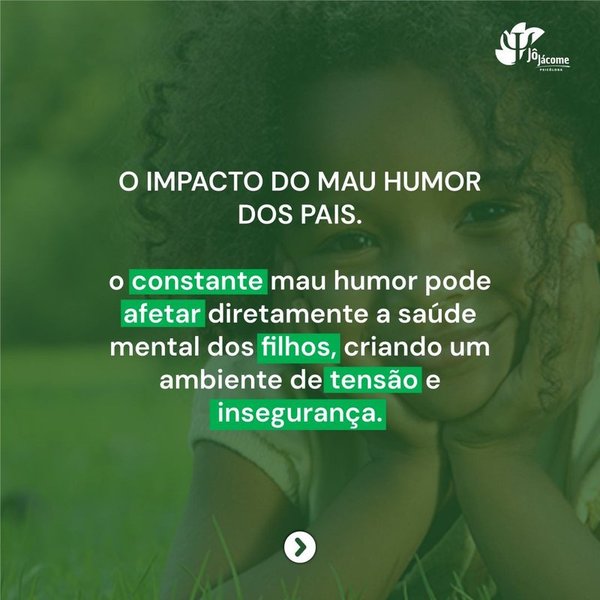 Jô
Jácome
PSICÓLOGA
O IMPACTO DO MAU HUMOR
DOS PAIS.
o constante mau humor pode
afetar diretamente a saúde
mental dos filhos, criando um
ambiente de tensão e
insegurança.